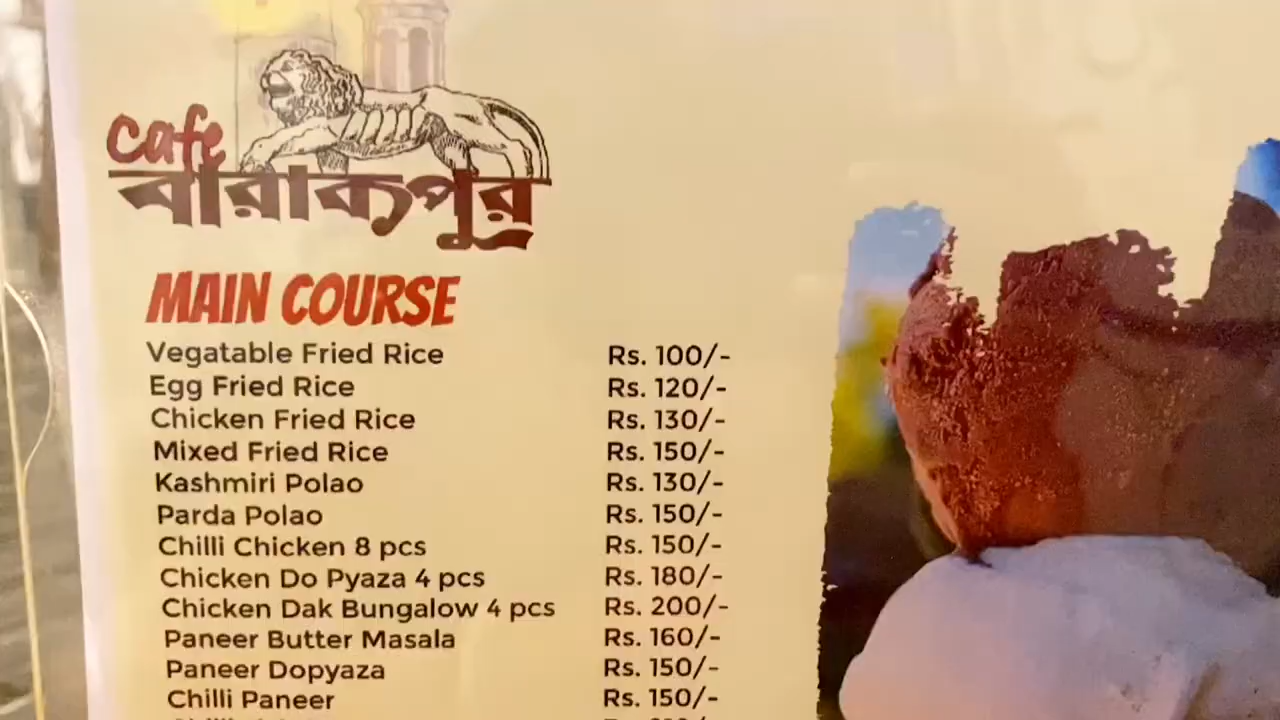 cafe
বারাকপুর
MAIN COURSE
Vegatable Fried Rice Rs. 100/-
Egg Fried Rice Rs. 120/-
Chicken Fried Rice Rs. 130/-
Mixed Fried Rice Rs. 150/-
Kashmiri Polao Rs. 130/-
Parda Polao Rs. 150/-
Chilli Chicken 8 pcs Rs. 150/-
Chicken Do Pyaza 4 pcs Rs. 180/-
Chicken Dak Bungalow 4 pcs Rs. 200/-
Paneer Butter Masala Rs. 160/-
Paneer Dopyaza Rs. 150/-
Chilli Paneer Rs. 150/-